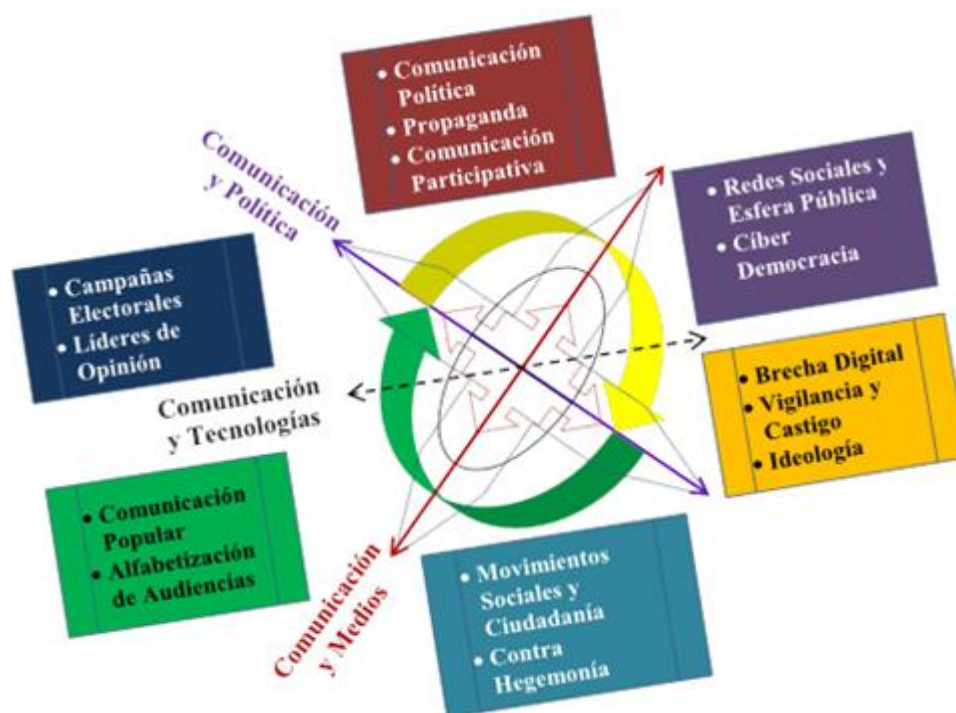 • Comunicación
Política
• Propaganda
• Comunicación
Participativa
Comunicación
y Política
• Redes Sociales y
Esfera Pública
• Cíber
Democracia
• Campañas
Electorales
• Líderes de
Opinión
Comunicación
y Tecnologías
• Brecha Digital
• Vigilancia y
Castigo
• Ideología
• Comunicación
Popular
• Alfabetización
de Audiencias
Comunicación
y Medios
• Movimientos
Sociales y
Ciudadanía
• Contra
Hegemonía